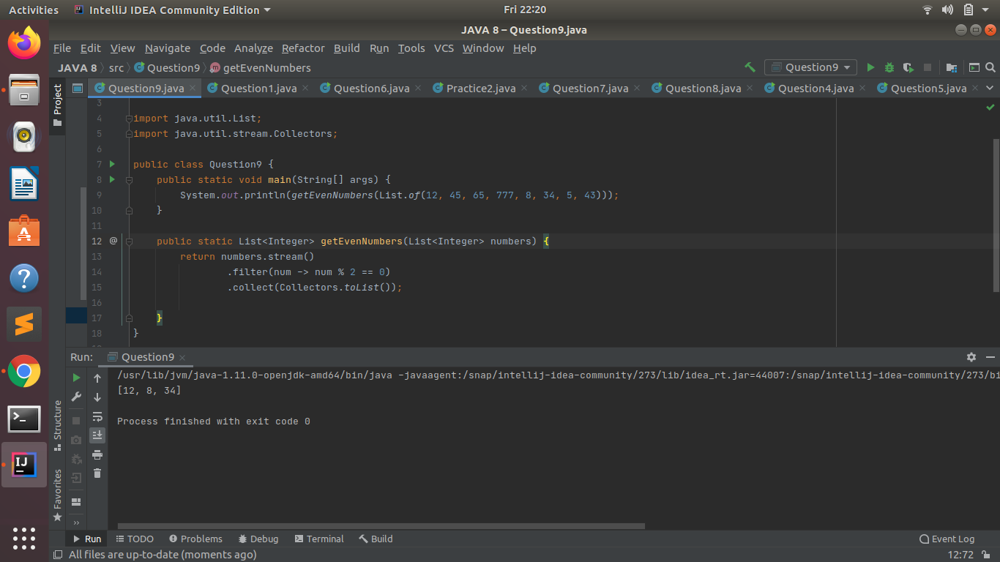 Activities IntelliJ IDEA Community Edition Fri 22:20
JAVA 8 – Question9.java
File Edit View Navigate Code Analyze Refactor Build Run Tools VCS Window Help
JAVA 8 src Question9 getEvenNumbers Question9
Project
Question9.java Question1.java Question6.java Practice2.java Question7.java Question8.java Question4.java Question5.java
3
4 import java.util.List;
5 import java.util.stream.Collectors;
6
7 public class Question9 {
8 public static void main(String[] args) {
9 System.out.println(getEvenNumbers(List.of(12, 45, 65, 777, 8, 34, 5, 43)));
10 }
11
12 @ public static List<Integer> getEvenNumbers(List<Integer> numbers) {
13 return numbers.stream()
14 .filter(num -> num % 2 == 0)
15 .collect(Collectors.toList());
16
17 }
18 }
Run: Question9
/usr/lib/jvm/java-1.11.0-openjdk-amd64/bin/java -javaagent:/snap/intellij-idea-community/273/lib/idea_rt.jar=44007:/snap/intellij-idea-community/273/bi
[12, 8, 34]
Process finished with exit code 0
Structure
Favorites
Run TODO Problems Debug Terminal Build Event Log
All files are up-to-date (moments ago) 12:72